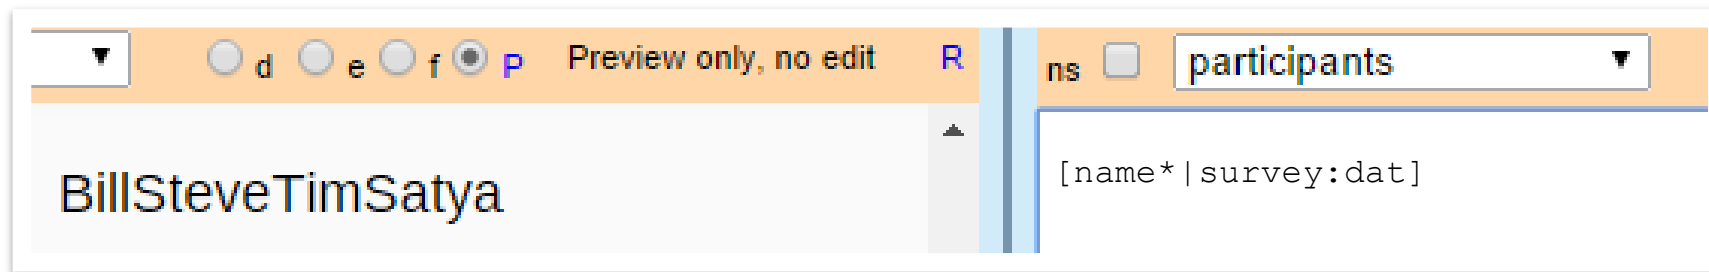 d e f P Preview only, no edit R ns participants
BillSteveTimSatya [name*|survey:dat]